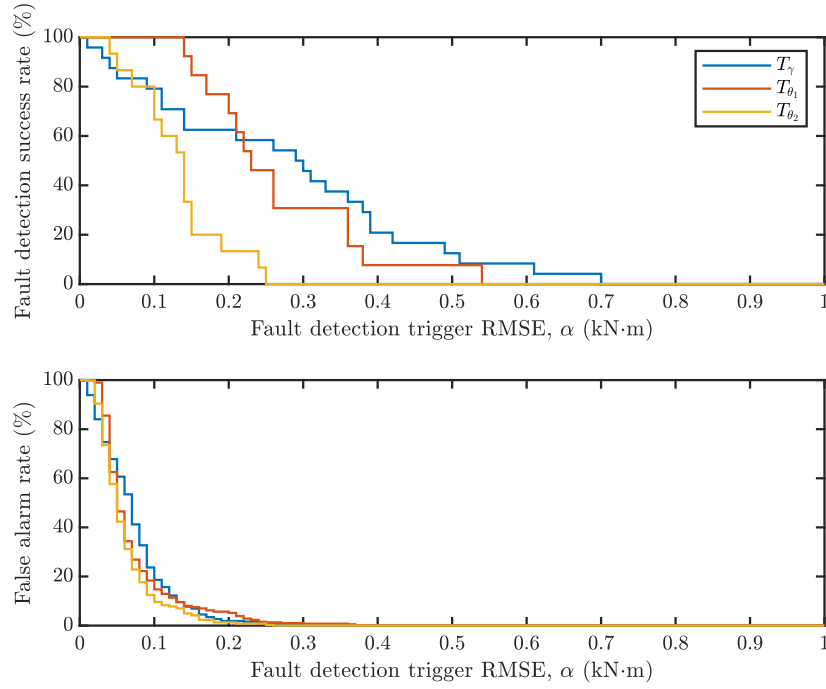 Fault detection success rate (%)
100
80
60
40
20
0
T_γ
T_θ₁
T_θ₂
0 0.1 0.2 0.3 0.4 0.5 0.6 0.7 0.8 0.9 1
Fault detection trigger RMSE, α (kN·m)
False alarm rate (%)
100
80
60
40
20
0
0 0.1 0.2 0.3 0.4 0.5 0.6 0.7 0.8 0.9 1
Fault detection trigger RMSE, α (kN·m)